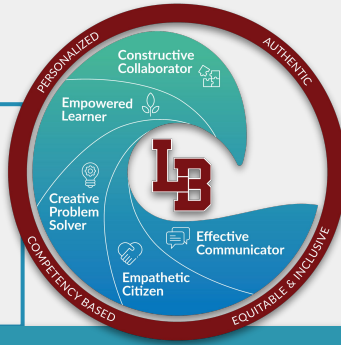 PERSONALIZED
AUTHENTIC
Constructive
Collaborator
Empowered
Learner
LB
Creative
Problem
Solver
Effective
Communicator
Empathetic
Citizen
COMPETENCY BASED
EQUITABLE & INCLUSIVE